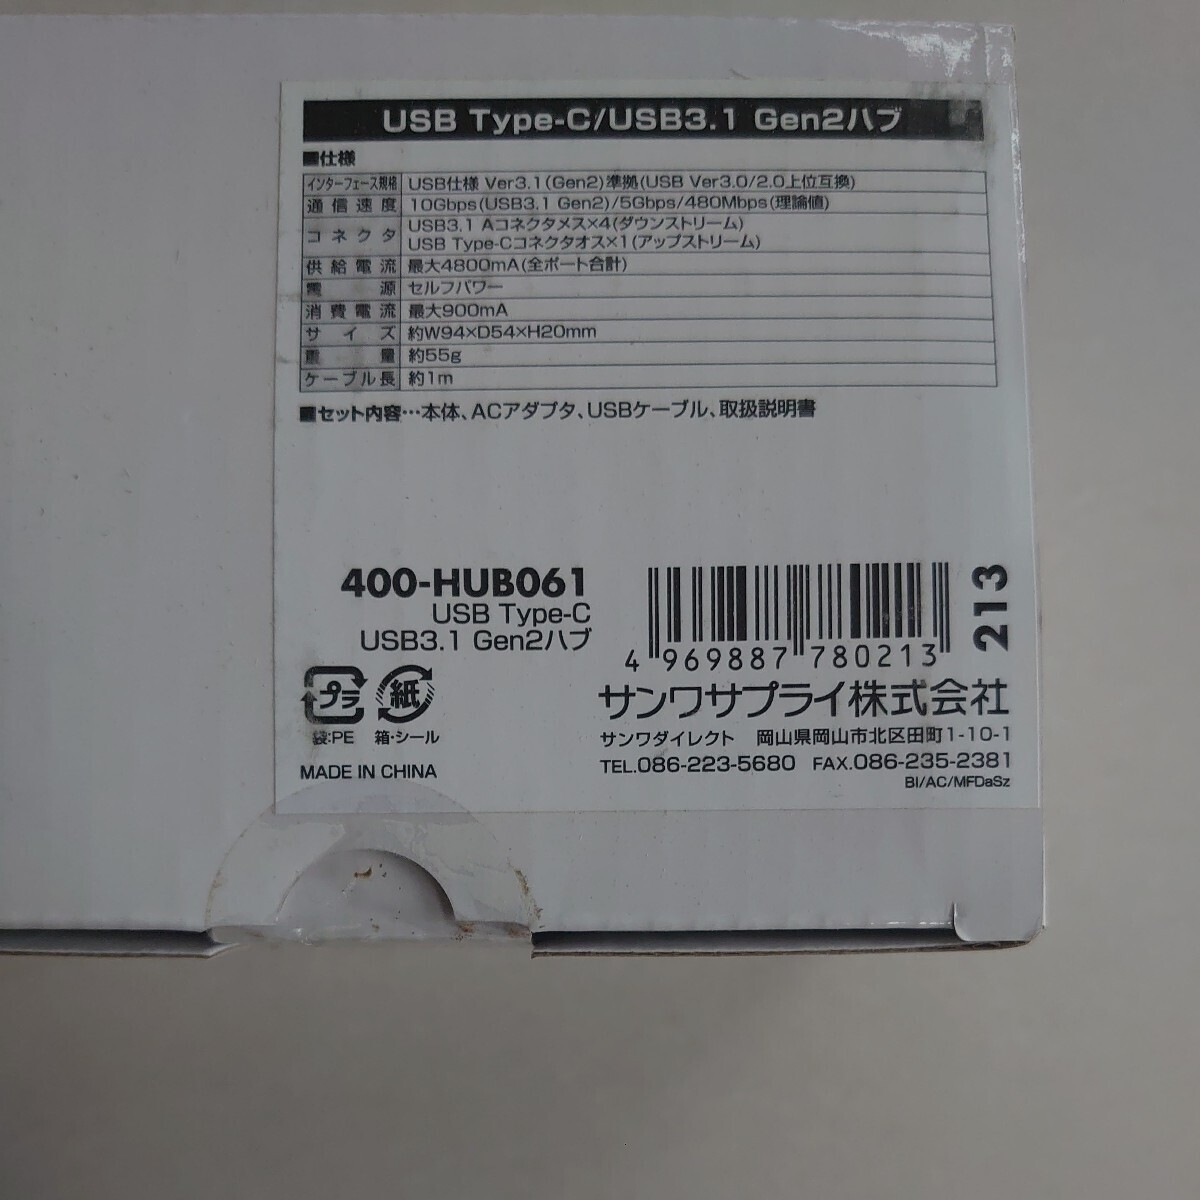 USB Type-C/USB3.1 Gen2ハブ
■仕様
インターフェース規格 USB仕様 Ver3.1(Gen2)準拠(USB Ver3.0/2.0上位互換)
通信速度 10Gbps(USB3.1 Gen2)/5Gbps/480Mbps(理論値)
コネクタ USB3.1 Aコネクタメス×4(ダウンストリーム)
USB Type-Cコネクタオス×1(アップストリーム)
供給電流 最大4800mA(全ポート合計)
電源 セルフパワー
消費電流 最大900mA
サイズ 約W94×D54×H20mm
重量 約55g
ケーブル長 約1m
■セット内容…本体、ACアダプタ、USBケーブル、取扱説明書
400-HUB061
USB Type-C
USB3.1 Gen2ハブ
4 969887 780213
213
プラ
袋:PE
紙
箱・シール
MADE IN CHINA
サンワサプライ株式会社
サンワダイレクト 岡山県岡山市北区田町1-10-1
TEL.086-223-5680 FAX.086-235-2381
BI/AC/MFDaSz